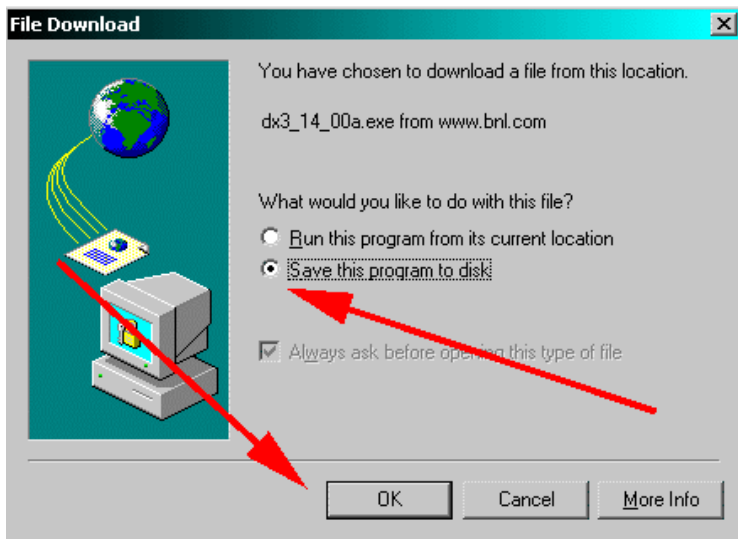 File Download
You have chosen to download a file from this location.
dx3_14_00a.exe from www.bnl.com
What would you like to do with this file?
Run this program from its current location
Save this program to disk
Always ask before opening this type of file
OK
Cancel
More Info